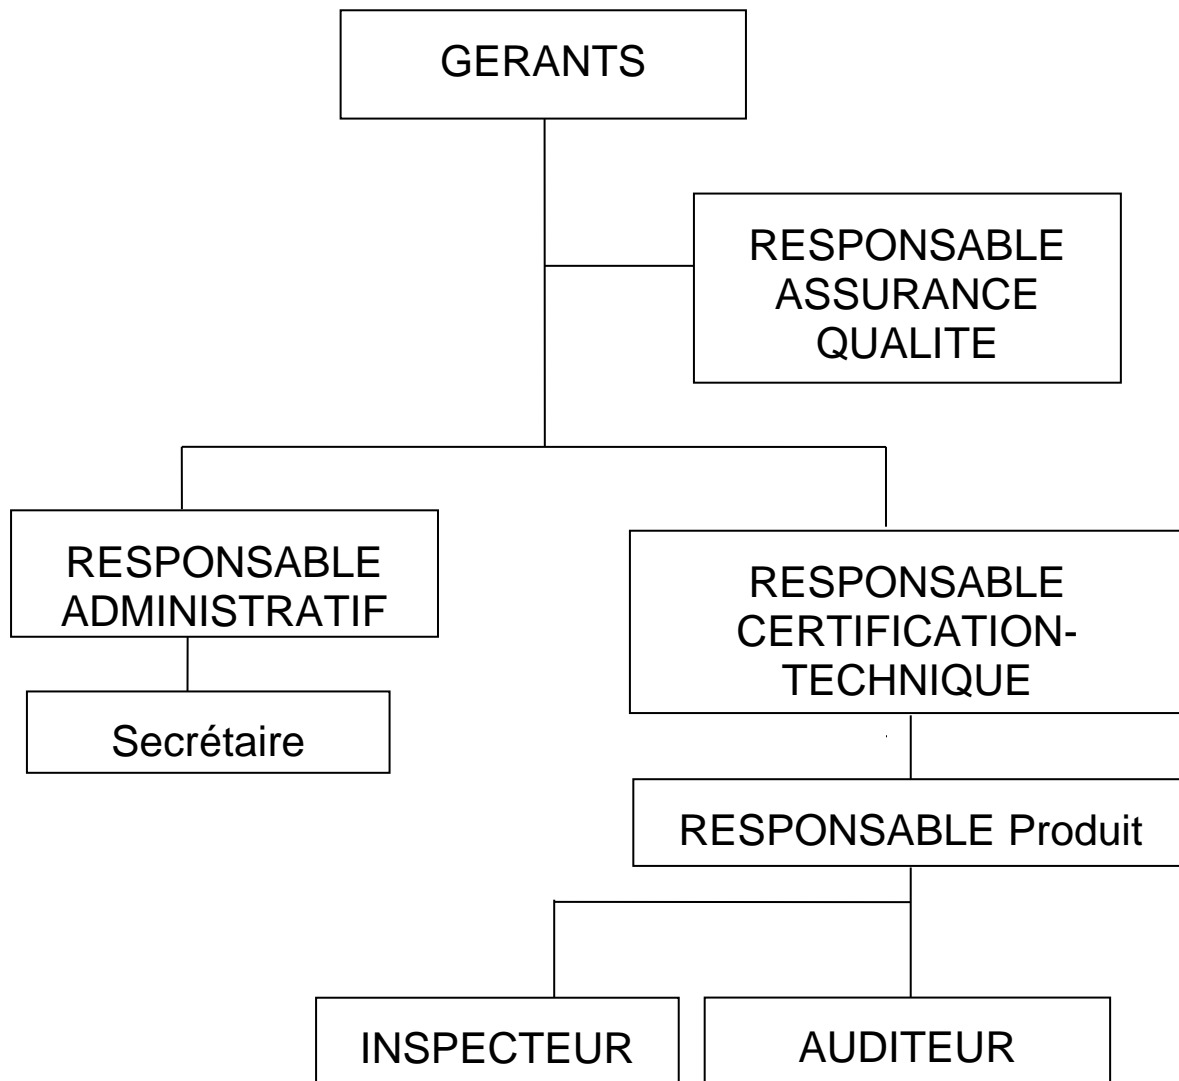 GERANTS
RESPONSABLE
ASSURANCE
QUALITE
RESPONSABLE
ADMINISTRATIF
RESPONSABLE
CERTIFICATION-
TECHNIQUE
Secrétaire
RESPONSABLE Produit
INSPECTEUR
AUDITEUR